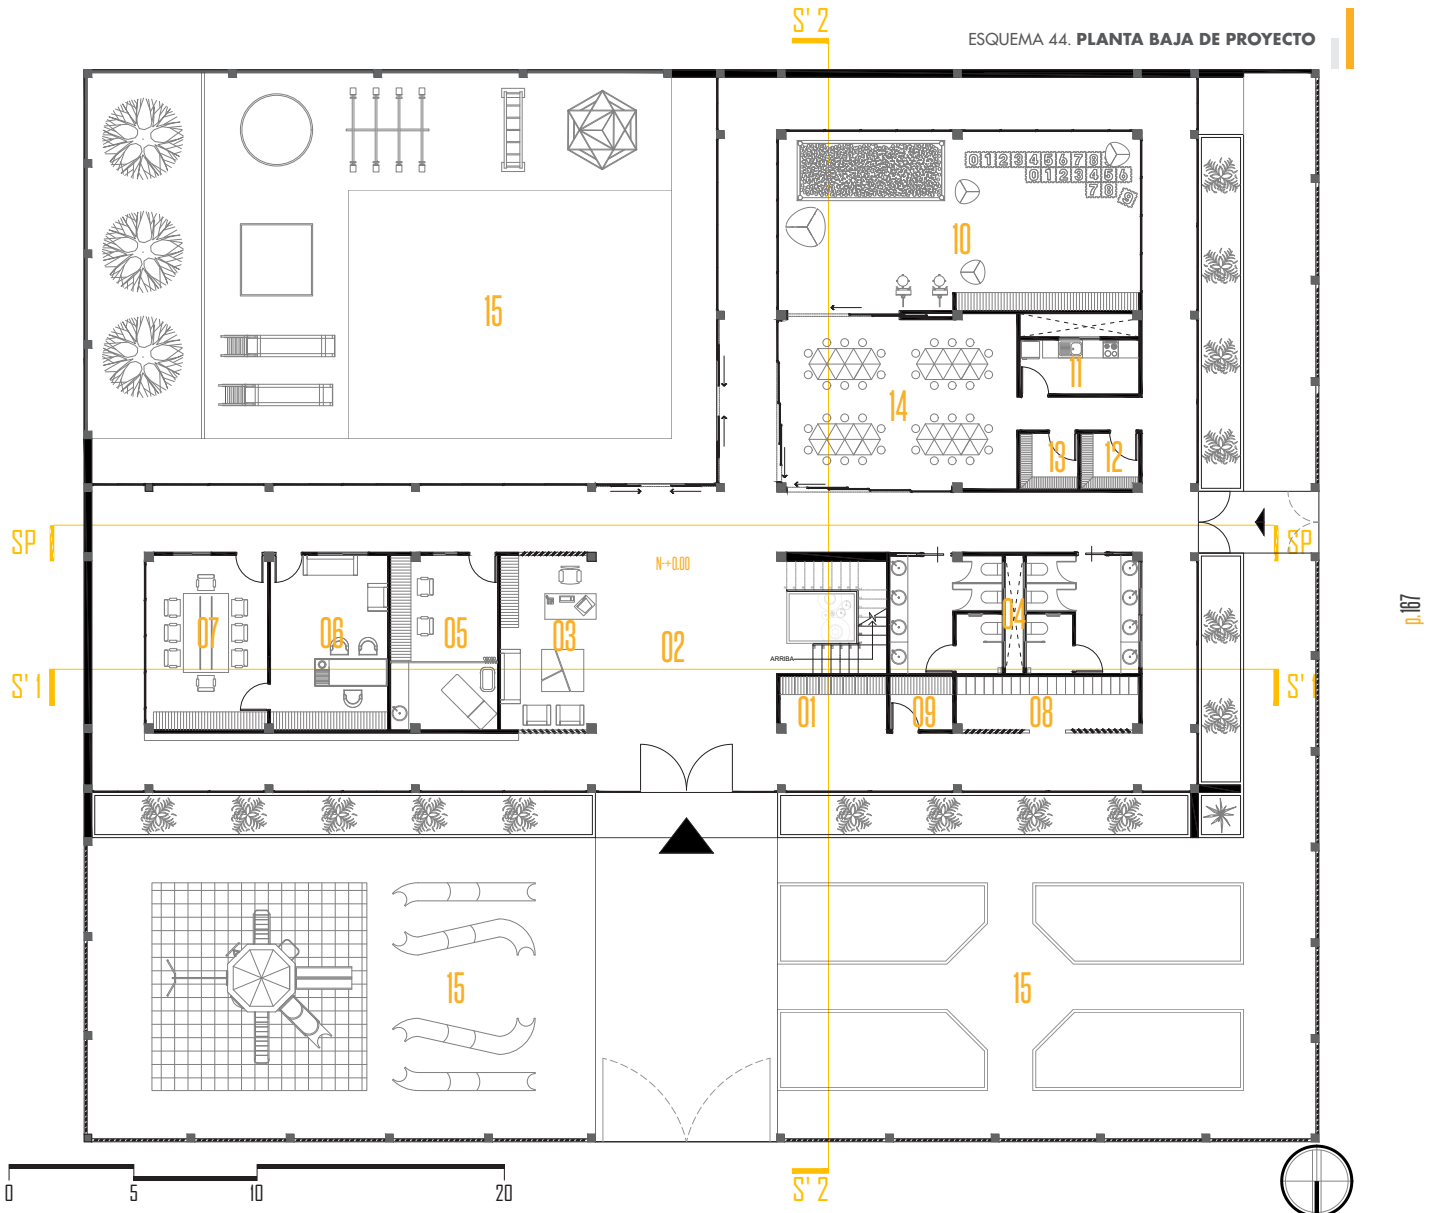 S' 2
ESQUEMA 44. PLANTA BAJA DE PROYECTO
0 1 2 3 4 5 6 7 8
0 1 2 3 4 5 6
7 8 9
10
15
11
14
13 12
SP SP
N-+0.00
p.167
07 06 05 03 02 04
ARRIBA
S' 1 S' 1
01 09 08
15 15
0 5 10 20
S' 2